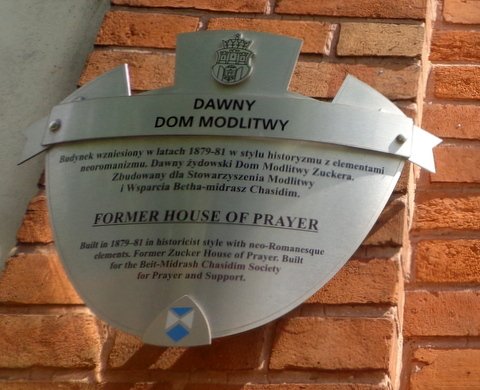 DAWNY
DOM MODLITWY
Budynek wzniesiony w latach 1879-81 w stylu historyzmu z elementami
neoromanizmu. Dawny żydowski Dom Modlitwy Zuckera.
Zbudowany dla Stowarzyszenia Modlitwy
i Wsparcia Betha-midrasz Chasidim.
FORMER HOUSE OF PRAYER
Built in 1879-81 in historicist style with neo-Romanesque
elements. Former Zucker House of Prayer. Built
for the Beit-Midrash Chasidim Society
for Prayer and Support.